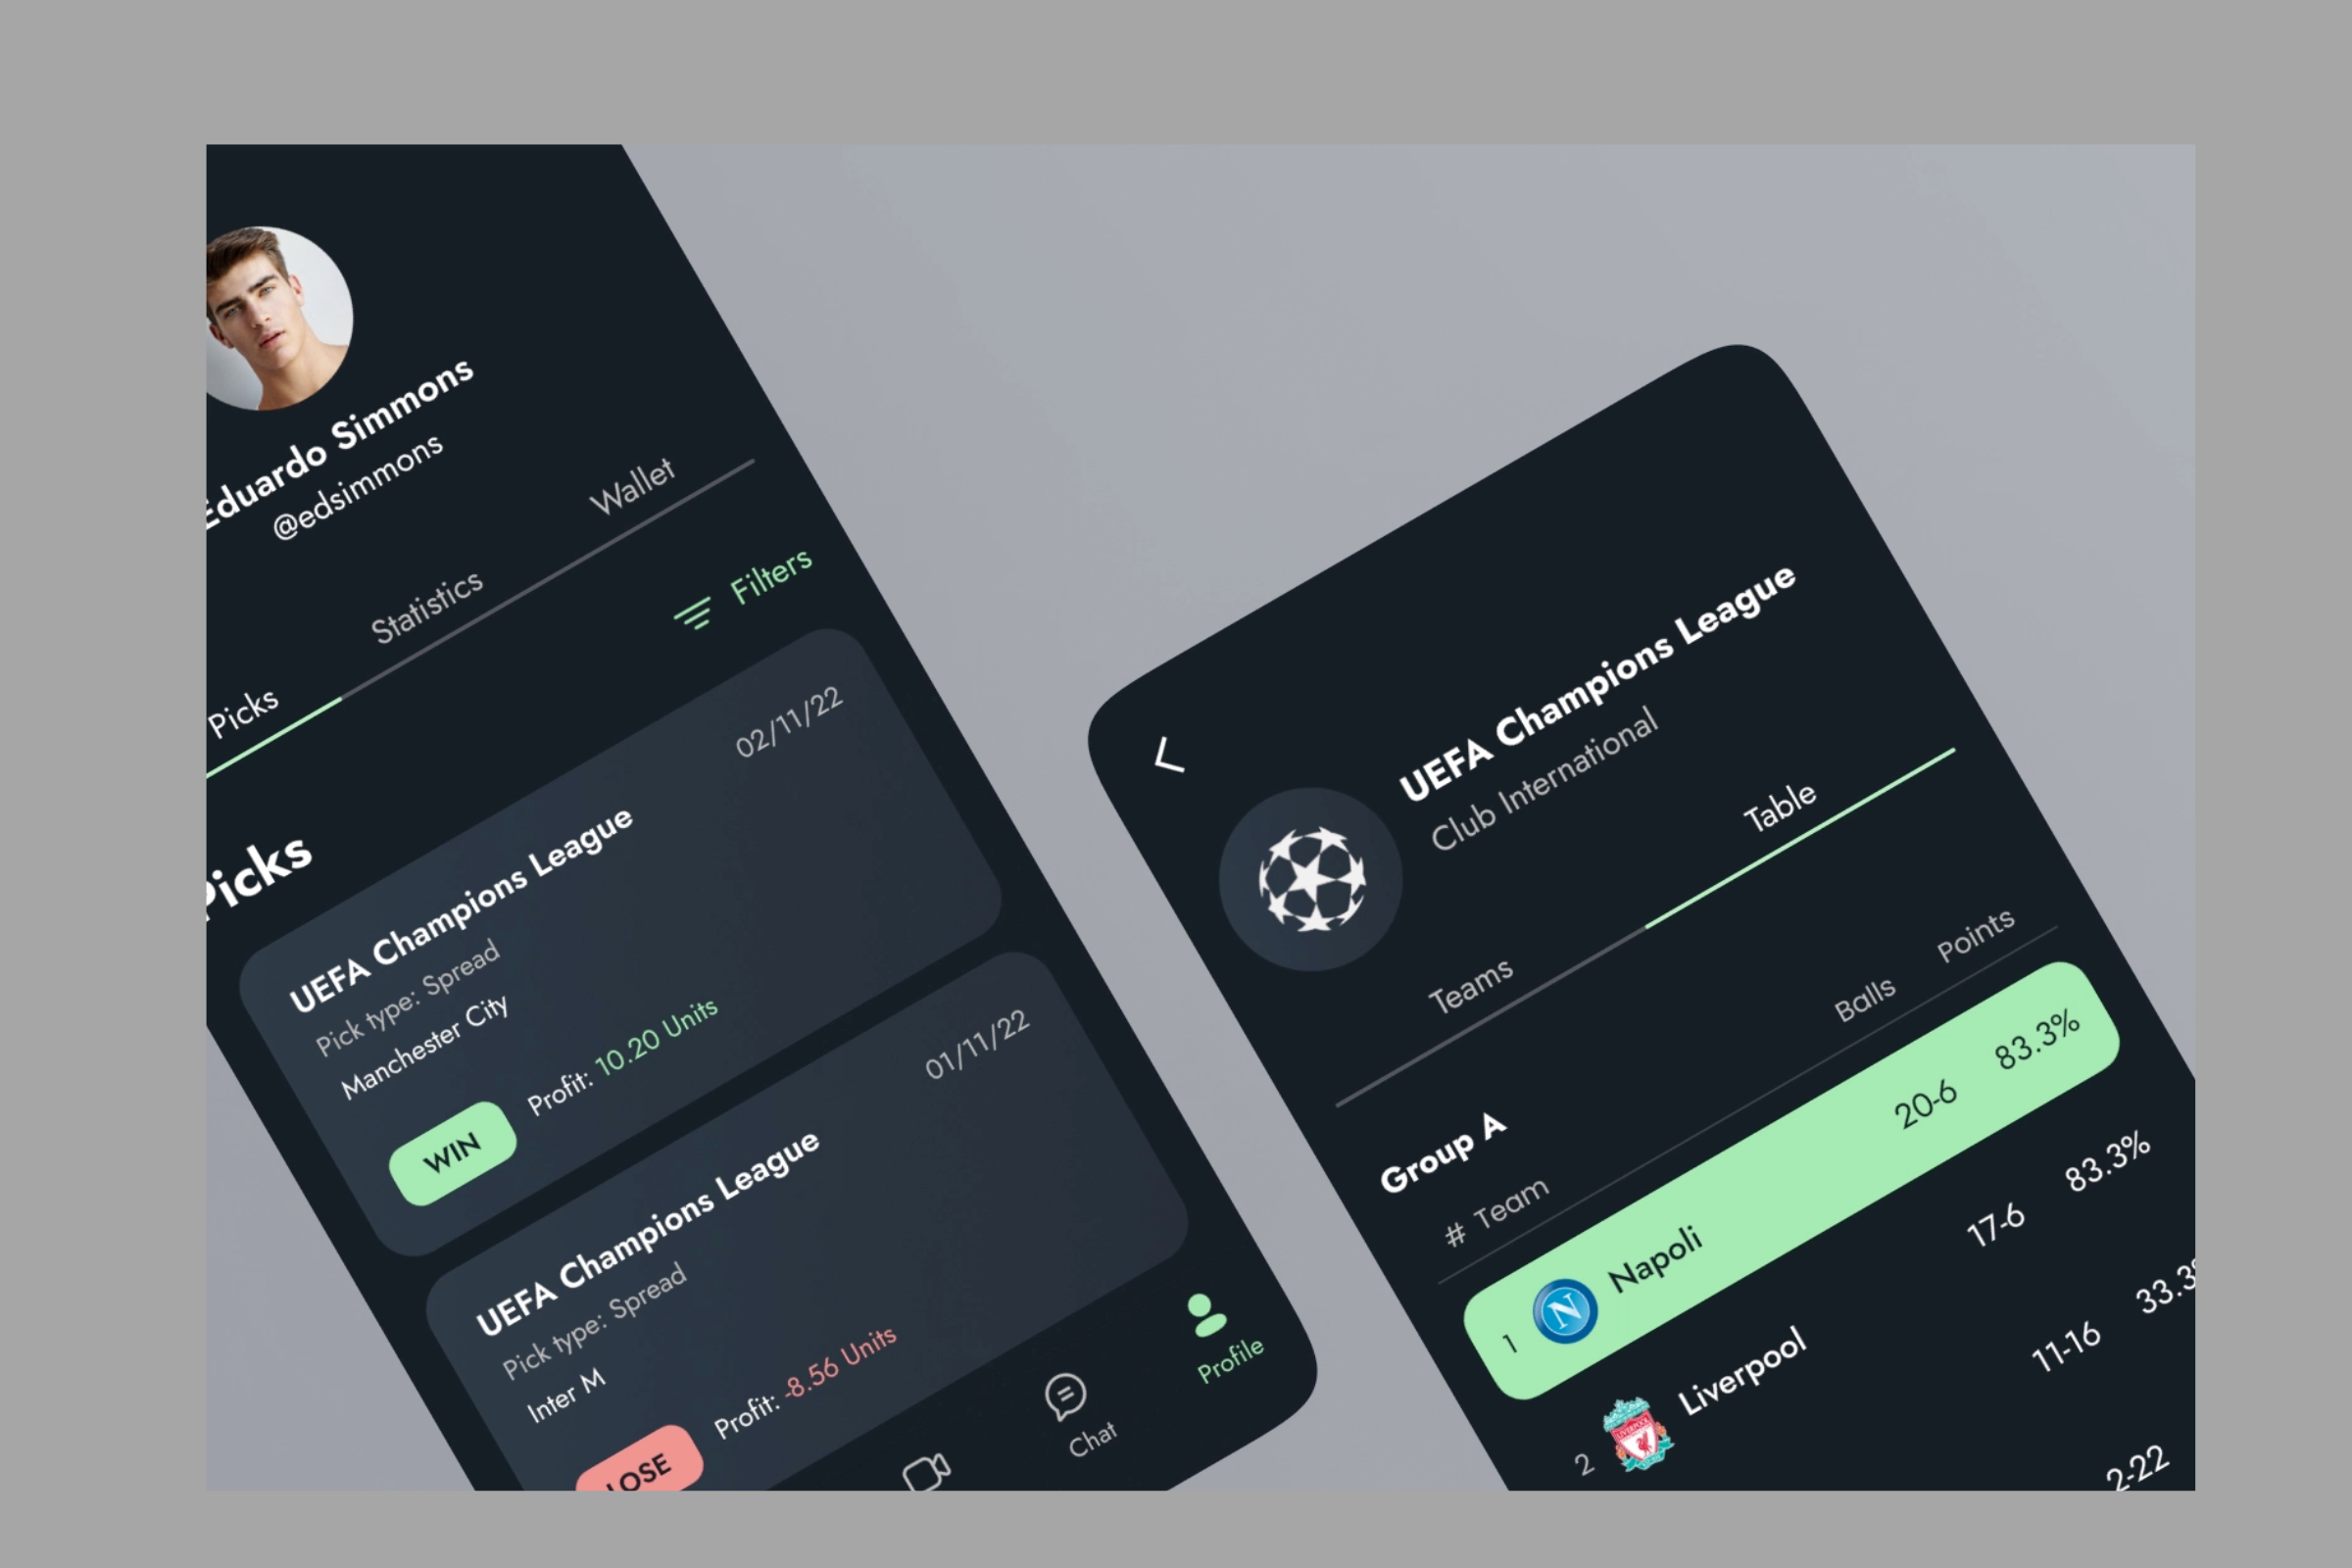 Eduardo Simmons
@edsimmons
Picks Statistics Wallet
Filters
Picks
UEFA Champions League 02/11/22
Pick type: Spread
Manchester City
WIN Profit: 10.20 Units
UEFA Champions League 01/11/22
Pick type: Spread
Inter M
LOSE Profit: -8.56 Units
Chat
Profile
UEFA Champions League
Club International
Teams Table
Group A
# Team Balls Points
1 N Napoli 20-6 83.3%
2 LIVERPOOL Liverpool 17-6 83.3%
11-16 33.3
2-22